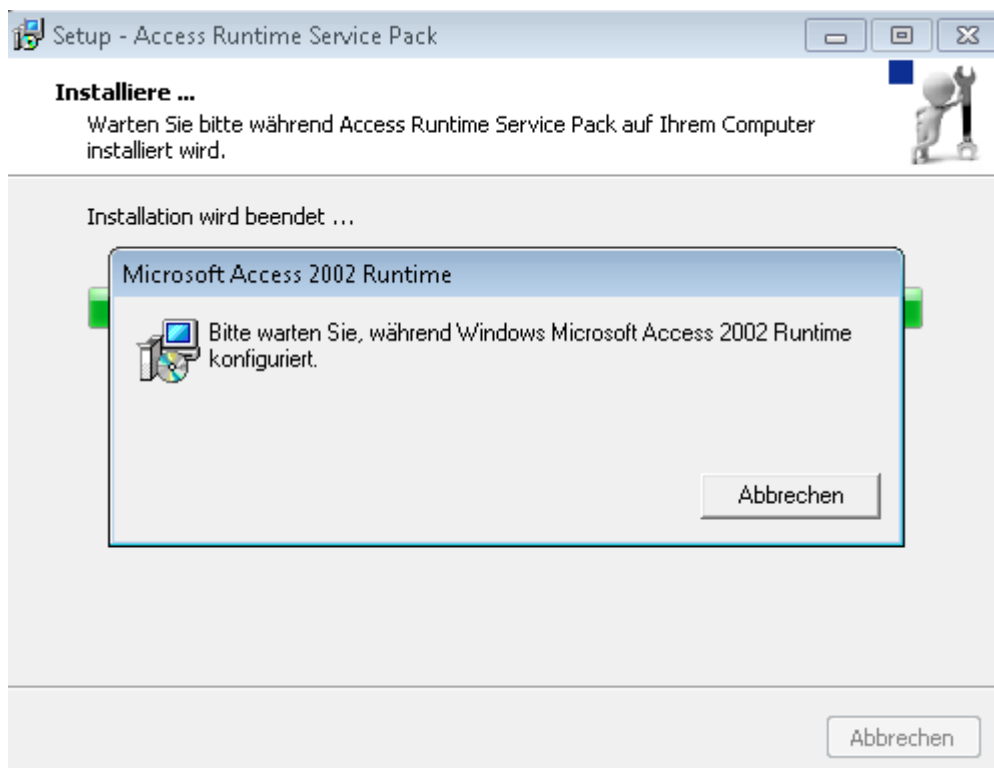 Setup - Access Runtime Service Pack
Installiere ...
Warten Sie bitte während Access Runtime Service Pack auf Ihrem Computer
installiert wird.
Installation wird beendet ...
Microsoft Access 2002 Runtime
Bitte warten Sie, während Windows Microsoft Access 2002 Runtime
konfiguriert.
Abbrechen
Abbrechen